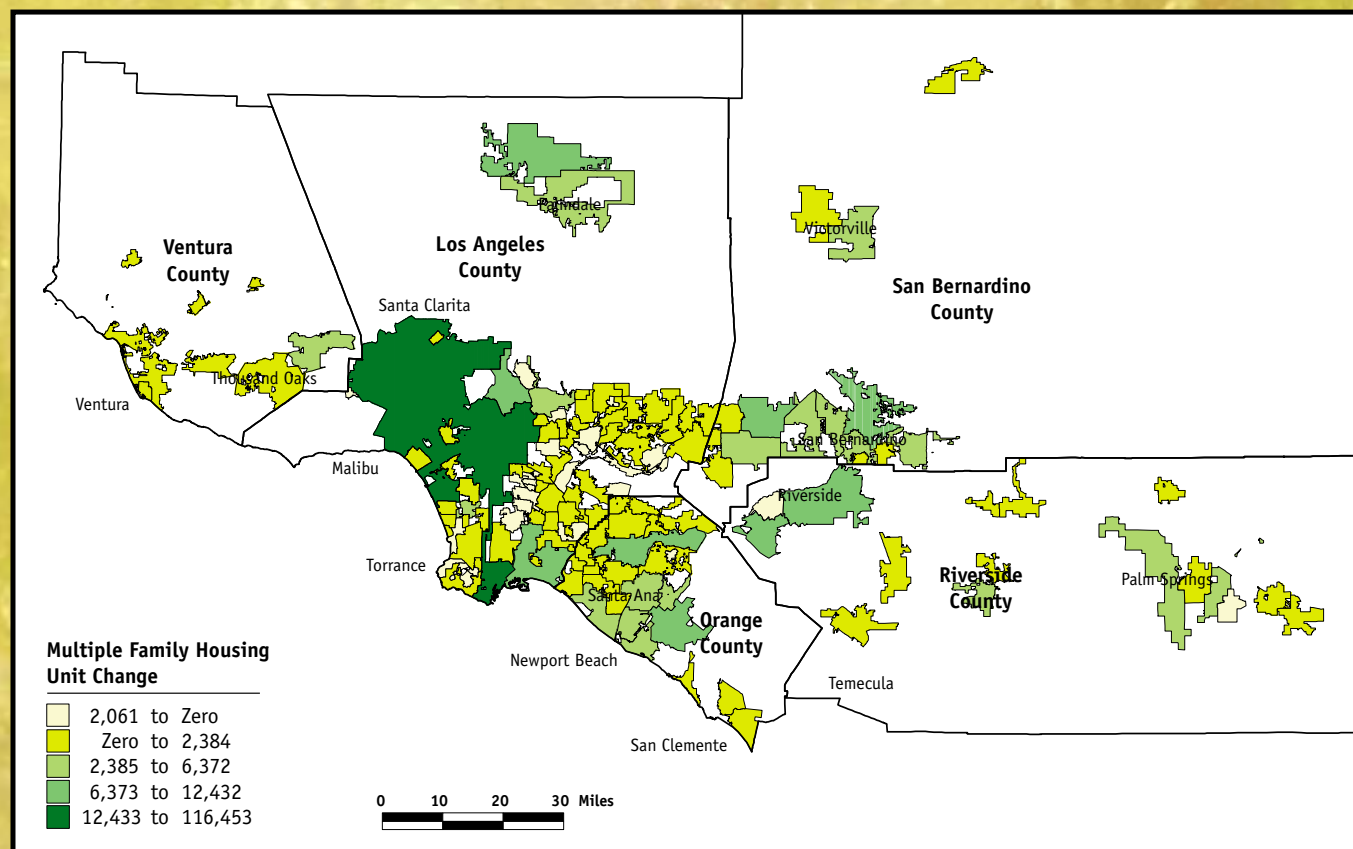 Ventura
County
Los Angeles
County
Palmdale
Victorville
San Bernardino
County
Santa Clarita
Thousand Oaks
Ventura
Malibu
San Bernardino
Riverside
Torrance
Riverside
County
Palm Springs
Santa Ana
Orange
County
Newport Beach
Temecula
San Clemente
Multiple Family Housing
Unit Change
2,061 to Zero
Zero to 2,384
2,385 to 6,372
6,373 to 12,432
12,433 to 116,453
0 10 20 30 Miles